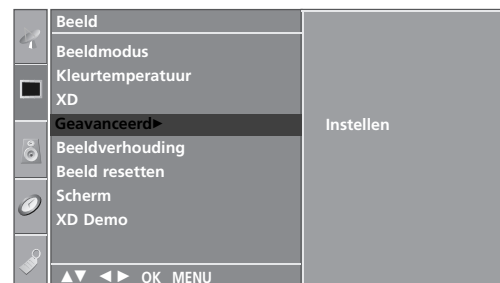 Beeld
Beeldmodus
Kleurtemperatuur
XD
Geavanceerd▶
Instellen
Beeldverhouding
Beeld resetten
Scherm
XD Demo
▲▼ ◀▶ OK MENU